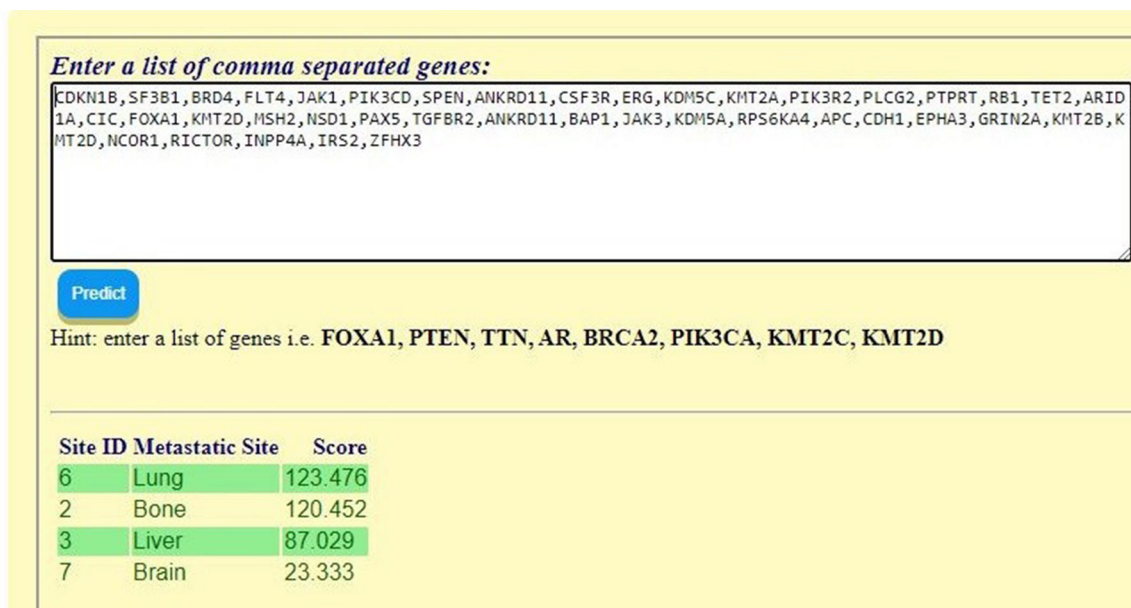 Enter a list of comma separated genes:
CDKN1B,SF3B1,BRD4,FLT4,JAK1,PIK3CD,SPEN,ANKRD11,CSF3R,ERG,KDM5C,KMT2A,PIK3R2,PLCG2,PTPRT,RB1,TET2,ARID
1A,CIC,FOXA1,KMT2D,MSH2,NSD1,PAX5,TGFBR2,ANKRD11,BAP1,JAK3,KDM5A,RPS6KA4,APC,CDH1,EPHA3,GRIN2A,KMT2B,K
MT2D,NCOR1,RICTOR,INPP4A,IRS2,ZFHX3
Predict
Hint: enter a list of genes i.e. FOXA1, PTEN, TTN, AR, BRCA2, PIK3CA, KMT2C, KMT2D
Site ID Metastatic Site Score
6 Lung 123.476
2 Bone 120.452
3 Liver 87.029
7 Brain 23.333